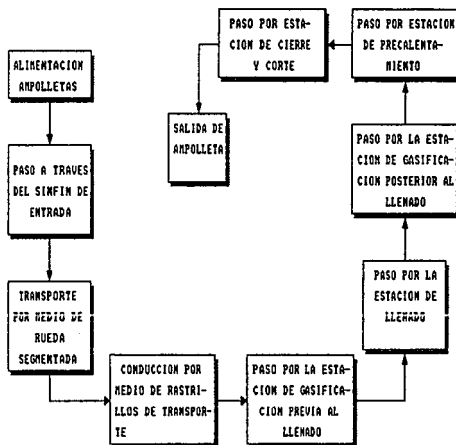 ALIMENTACION
AMPOLLETAS
PASO A TRAVES
DEL SINFIN DE
ENTRADA
TRANSPORTE
POR MEDIO DE
RUEDA
SEGMENTADA
CONDUCCION POR
MEDIO DE RASTRI-
LLOS DE TRANSPOR-
TE
PASO POR LA ESTA-
CION DE GASIFICA-
CION PREVIA AL
LLENADO
PASO POR LA
ESTACION DE
LLENADO
PASO POR LA ESTA-
CION DE GASIFICA-
CION POSTERIOR AL
LLENADO
PASO POR ESTACION
DE PRECALENTA-
MIENTO
PASO POR ESTA-
CION DE CIERRE
Y CORTE
SALIDA DE
AMPOLLETA